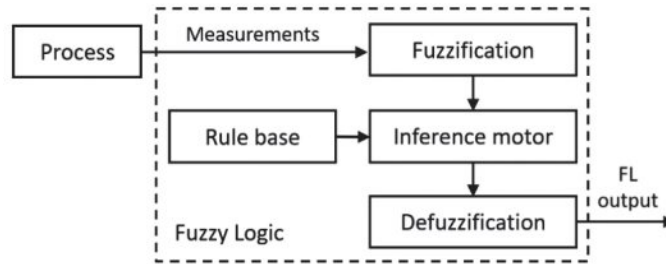 Process
Measurements
Fuzzification
Rule base
Inference motor
Defuzzification
FL
output
Fuzzy Logic